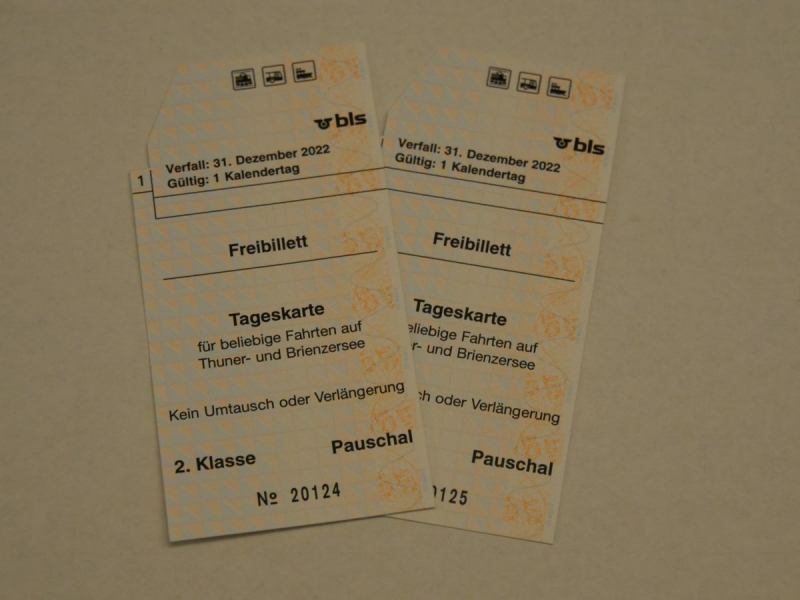 bls
Verfall: 31. Dezember 2022
Gültig: 1 Kalendertag
1
Freibillett
Tageskarte
für beliebige Fahrten auf
Thuner- und Brienzersee
Kein Umtausch oder Verlängerung
2. Klasse Pauschal
№ 20124
bls
Verfall: 31. Dezember 2022
Gültig: 1 Kalendertag
Freibillett
Tageskarte
eliebige Fahrten auf
r- und Brienzersee
ch oder Verlängerung
Pauschal
0125